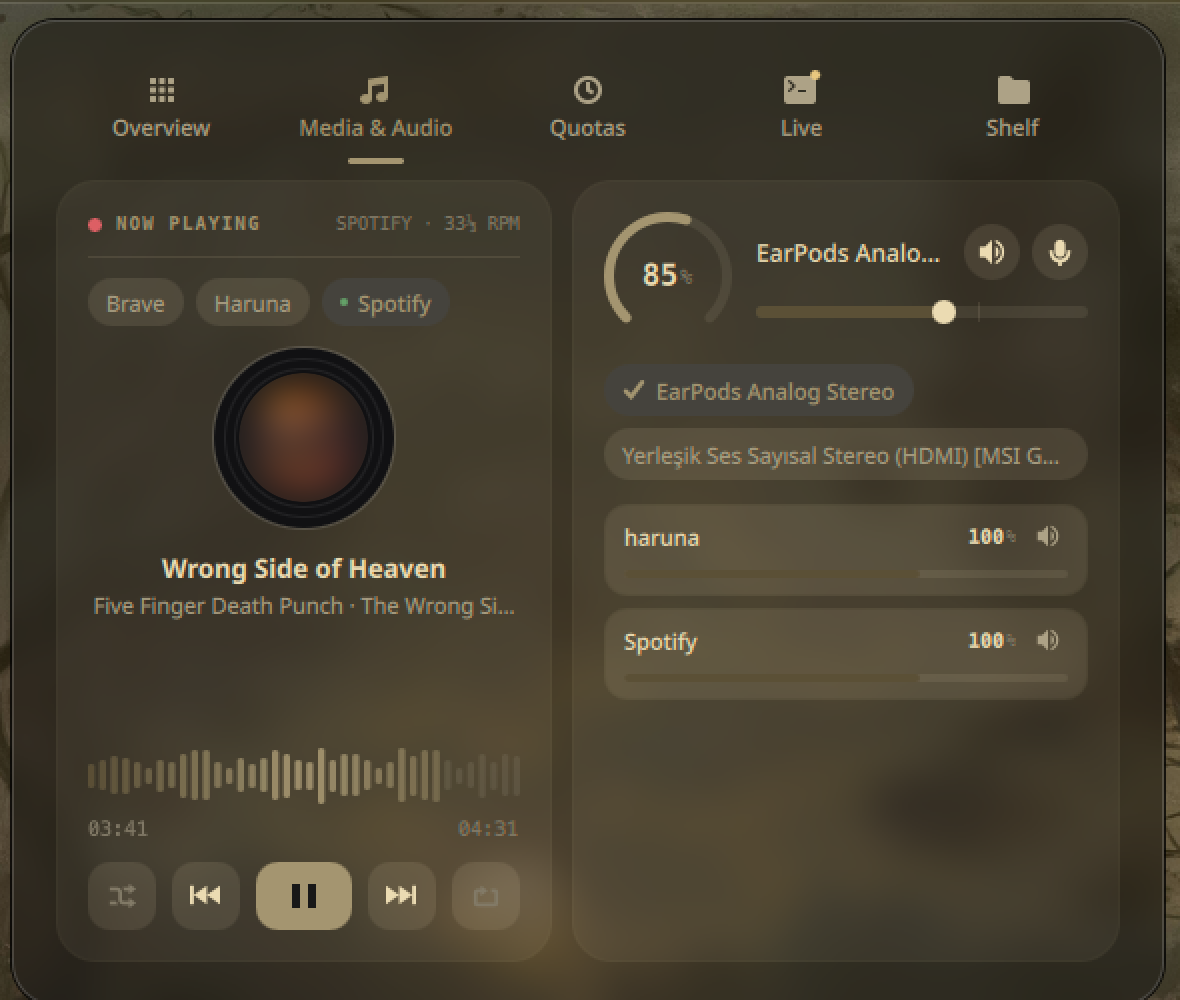 Overview
Media & Audio
Quotas
Live
Shelf
NOW PLAYING
SPOTIFY · 33⅓ RPM
Brave
Haruna
Spotify
Wrong Side of Heaven
Five Finger Death Punch · The Wrong Si...
03:41
04:31
85%
EarPods Analo...
EarPods Analog Stereo
Yerleşik Ses Sayısal Stereo (HDMI) [MSI G...
haruna
100%
Spotify
100%